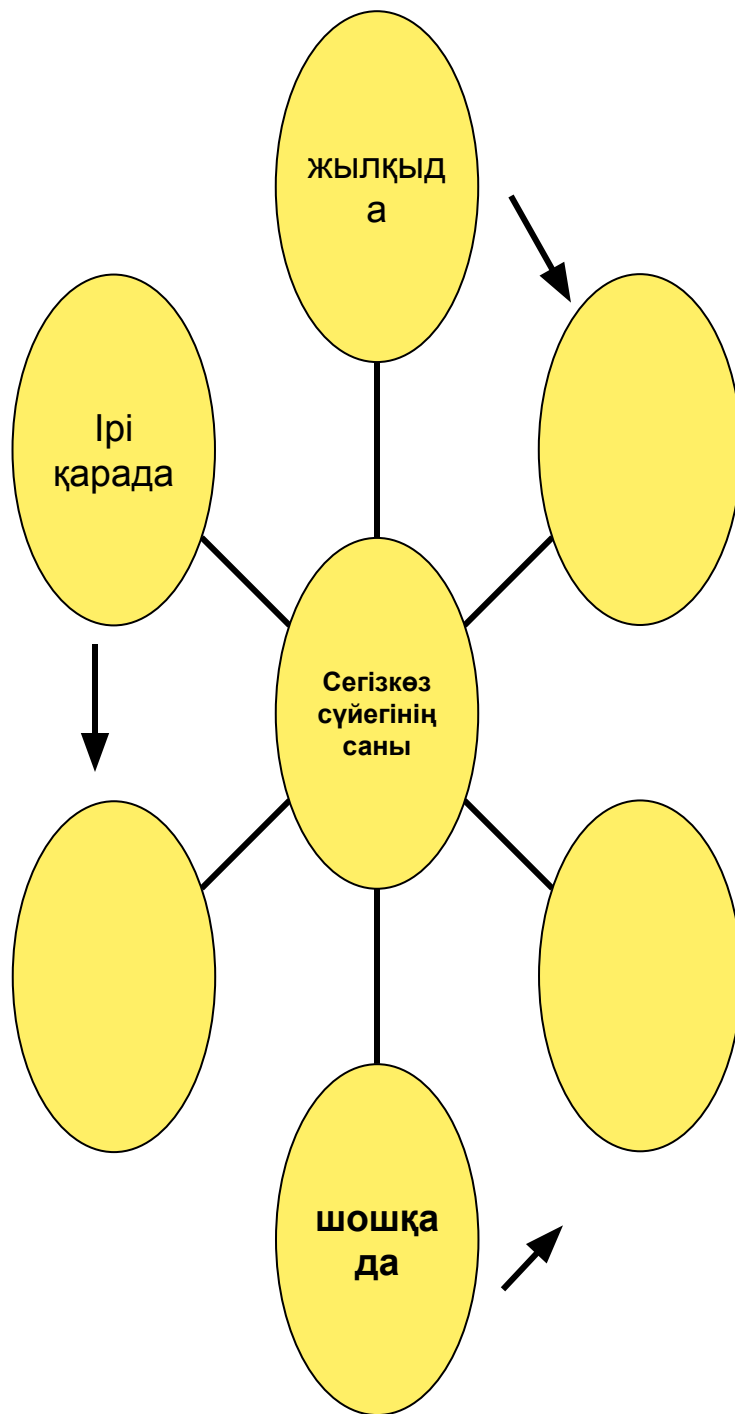 жылқыд
а
Ірі
қарада
Сегізкөз
сүйегінің
саны
шошқа
да